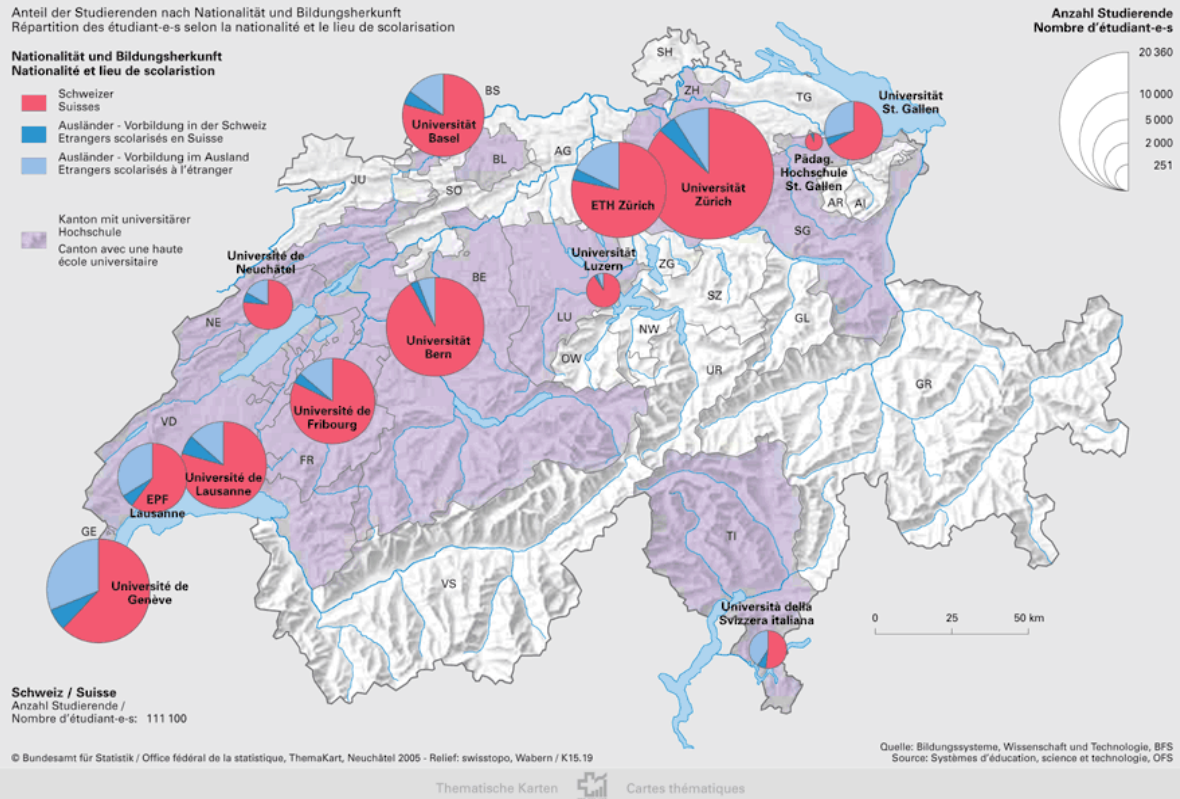 Anteil der Studierenden nach Nationalität und Bildungsherkunft
Répartition des étudiant-e-s selon la nationalité et le lieu de scolarisation
Nationalität und Bildungsherkunft
Nationalité et lieu de scolaristion
Schweizer
Suisses
Ausländer - Vorbildung in der Schweiz
Etrangers scolarisés en Suisse
Ausländer - Vorbildung im Ausland
Etrangers scolarisés à l'étranger
Kanton mit universitärer
Hochschule
Canton avec une haute
école universitaire
Anzahl Studierende
Nombre d'étudiant-e-s
20 360
10 000
5 000
2 000
251
SH
BS
ZH
TG
Universität
St. Gallen
Universität
Basel
BL
AG
JU
SO
Pädag.
Hochschule
St. Gallen
ETH Zürich
Universität
Zürich
AR
AI
SG
Université de
Neuchâtel
Universität
Luzern
ZG
BE
SZ
NE
LU
GL
NW
Universität
Bern
OW
UR
GR
Université de
Fribourg
VD
FR
Université de
Lausanne
EPF
Lausanne
GE
TI
VS
Université de
Genève
Università della
Svizzera italiana
0 25 50 km
Schweiz / Suisse
Anzahl Studierende /
Nombre d'étudiant-e-s: 111 100
© Bundesamt für Statistik / Office fédéral de la statistique, ThemaKart, Neuchâtel 2005 - Relief: swisstopo, Wabern / K15.19
Quelle: Bildungssysteme, Wissenschaft und Technologie, BFS
Source: Systèmes d'éducation, science et technologie, OFS
Thematische Karten Cartes thématiques